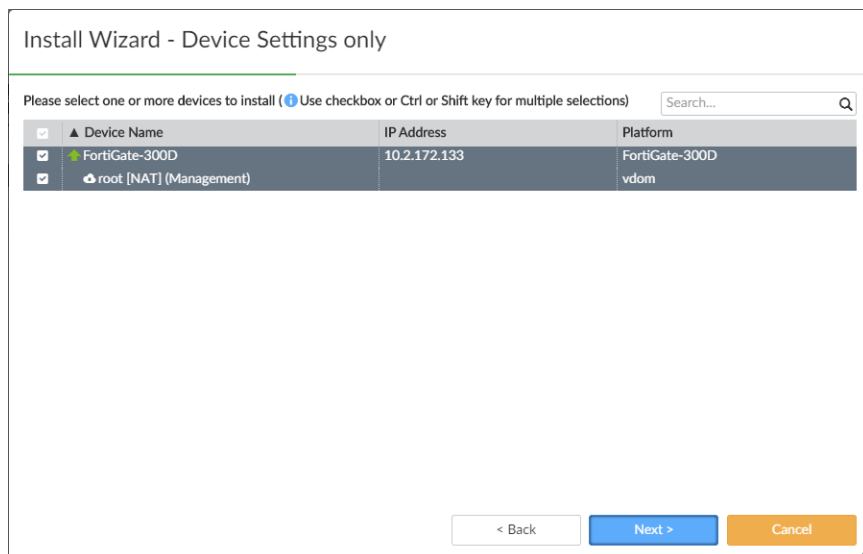 Install Wizard - Device Settings only
Please select one or more devices to install ( Use checkbox or Ctrl or Shift key for multiple selections) Search...
▲ Device Name IP Address Platform
FortiGate-300D 10.2.172.133 FortiGate-300D
root [NAT] (Management) vdom
< Back Next > Cancel